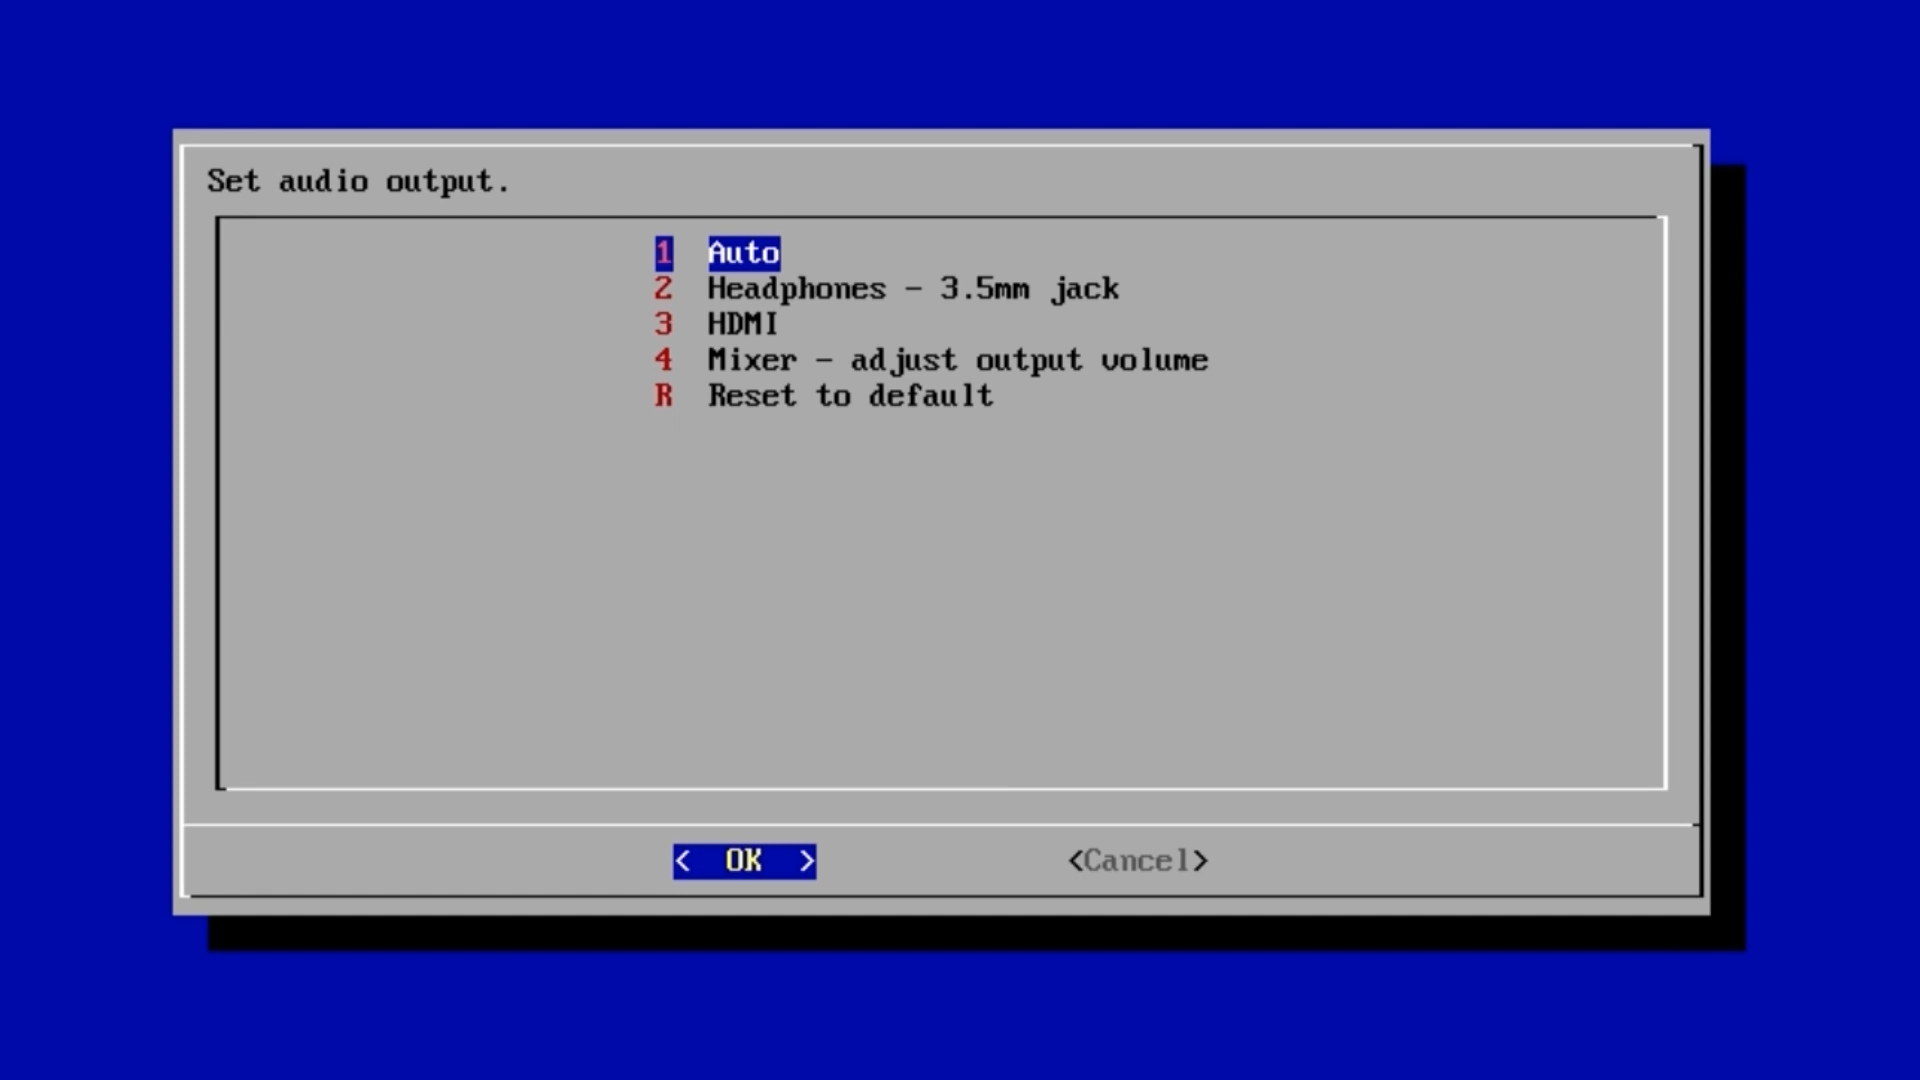 Set audio output.
1 Auto
2 Headphones - 3.5mm jack
3 HDMI
4 Mixer - adjust output volume
R Reset to default
< OK > <Cancel>